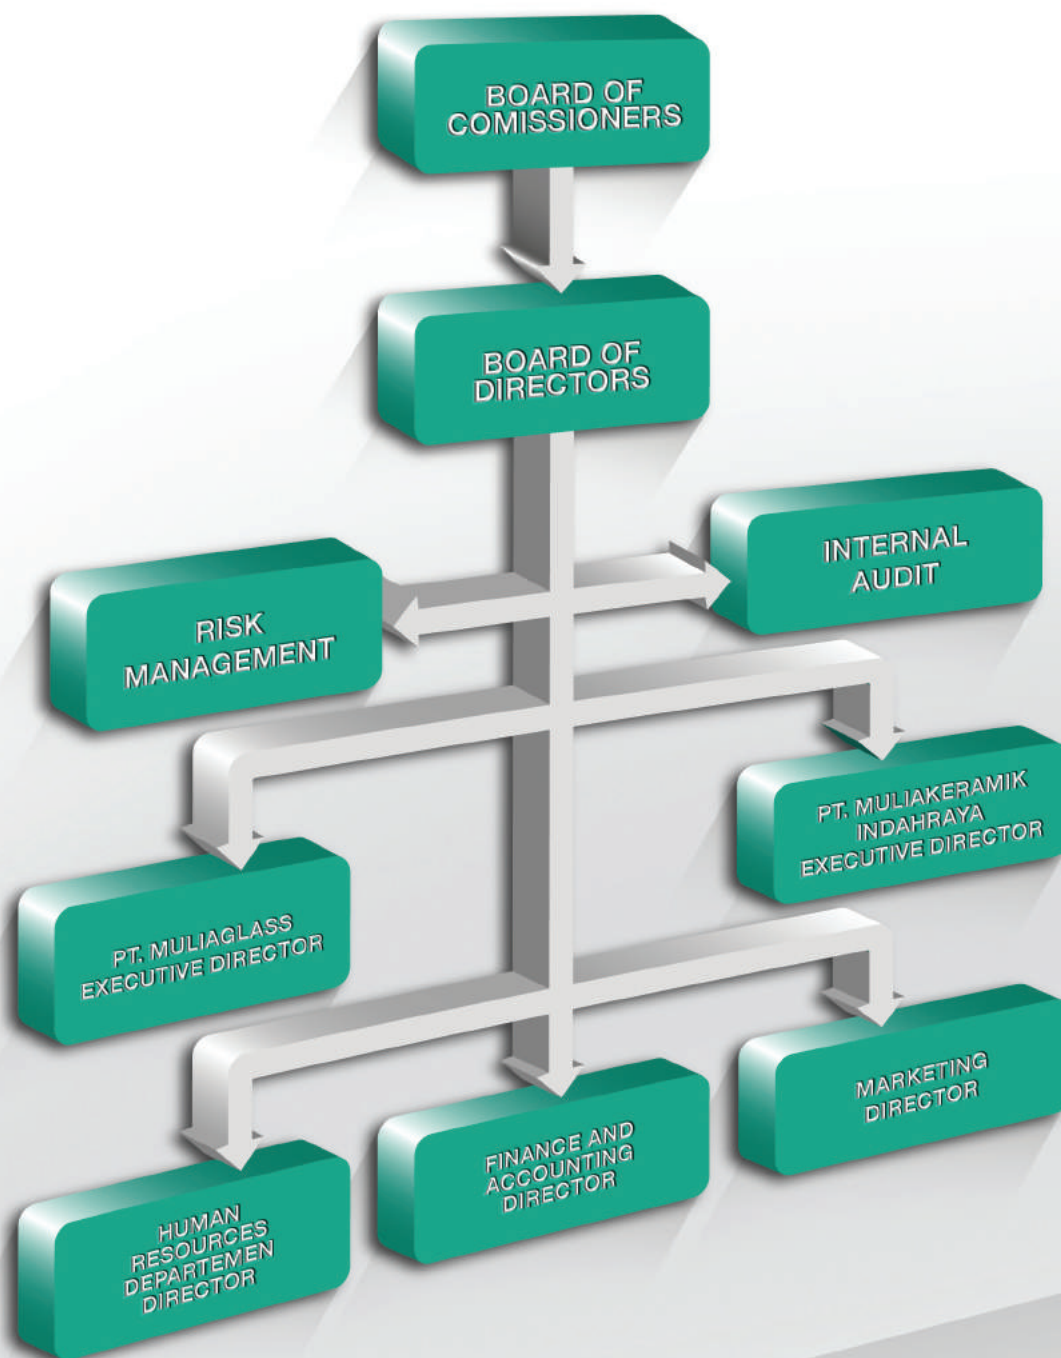 BOARD OF
COMISSIONERS
BOARD OF
DIRECTORS
INTERNAL
AUDIT
RISK
MANAGEMENT
PT. MULIAKERAMIK
INDAHRAYA
EXECUTIVE DIRECTOR
PT. MULIAGLASS
EXECUTIVE DIRECTOR
MARKETING
DIRECTOR
FINANCE AND
ACCOUNTING
DIRECTOR
HUMAN
RESOURCES
DEPARTEMEN
DIRECTOR